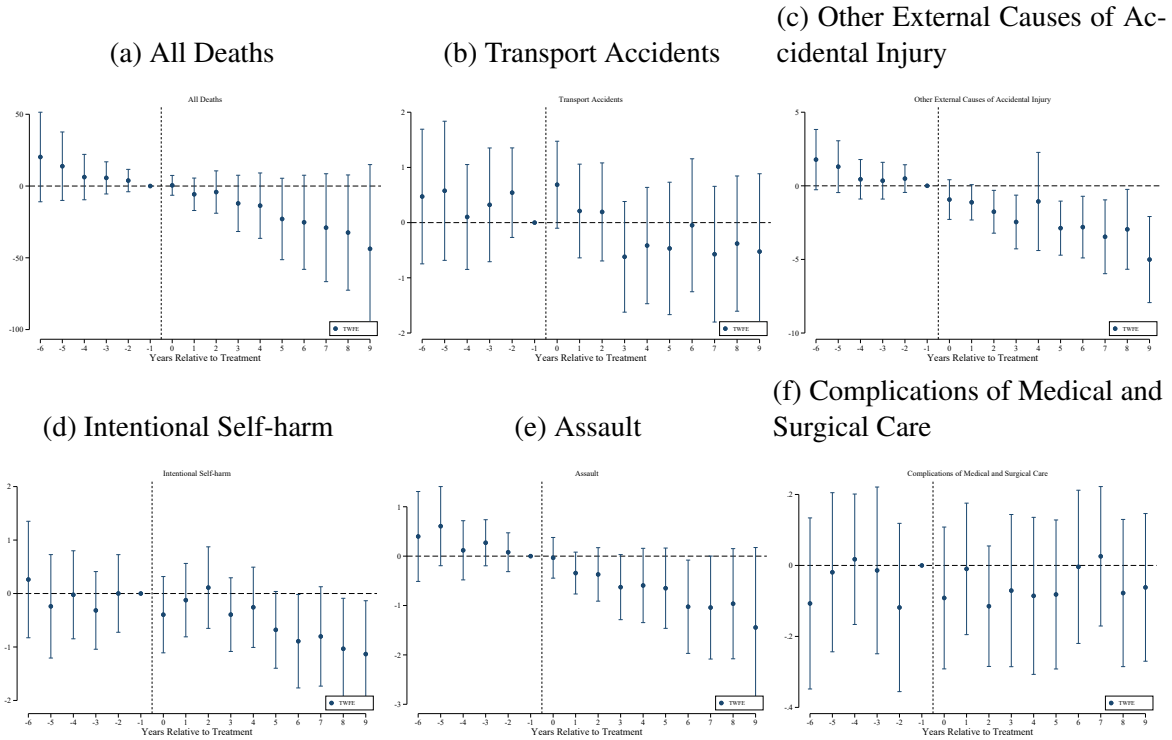 (a) All Deaths
(b) Transport Accidents
(c) Other External Causes of Ac-
cidental Injury
All Deaths
50
0
-50
-100
-6 -5 -4 -3 -2 -1 0 1 2 3 4 5 6 7 8 9
Years Relative to Treatment
TWFE
Transport Accidents
2
1
0
-1
-2
-6 -5 -4 -3 -2 -1 0 1 2 3 4 5 6 7 8 9
Years Relative to Treatment
TWFE
Other External Causes of Accidental Injury
5
0
-5
-10
-6 -5 -4 -3 -2 -1 0 1 2 3 4 5 6 7 8 9
Years Relative to Treatment
TWFE
(d) Intentional Self-harm
(e) Assault
(f) Complications of Medical and
Surgical Care
Intentional Self-harm
2
1
0
-1
-2
-6 -5 -4 -3 -2 -1 0 1 2 3 4 5 6 7 8 9
Years Relative to Treatment
TWFE
Assault
1
0
-1
-2
-3
-6 -5 -4 -3 -2 -1 0 1 2 3 4 5 6 7 8 9
Years Relative to Treatment
TWFE
Complications of Medical and Surgical Care
.2
0
-.2
-.4
-6 -5 -4 -3 -2 -1 0 1 2 3 4 5 6 7 8 9
Years Relative to Treatment
TWFE